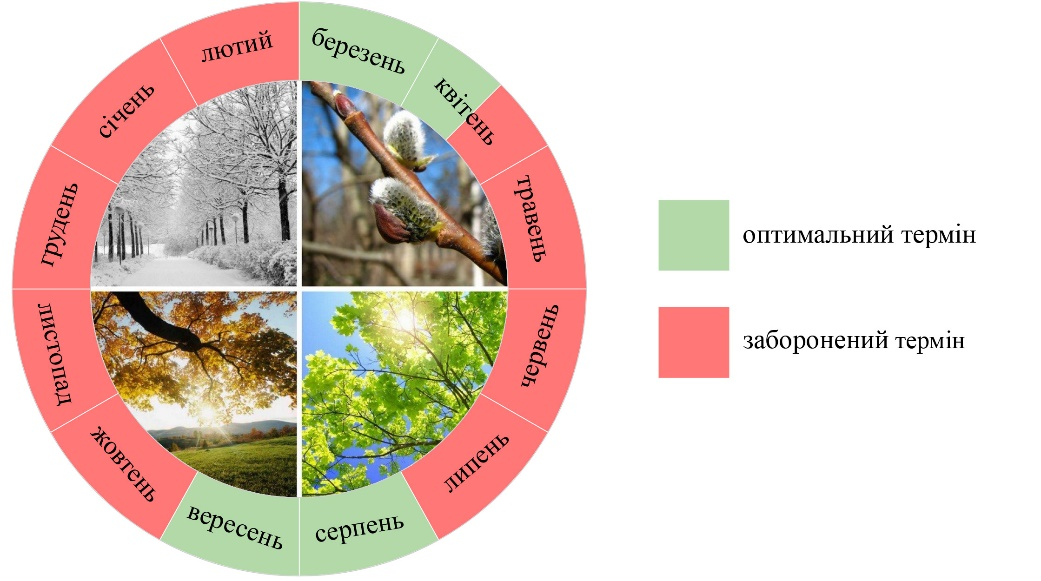 березень
квітень
травень
червень
липень
серпень
вересень
жовтень
листопад
грудень
січень
лютий
оптимальний термін
заборонений термін